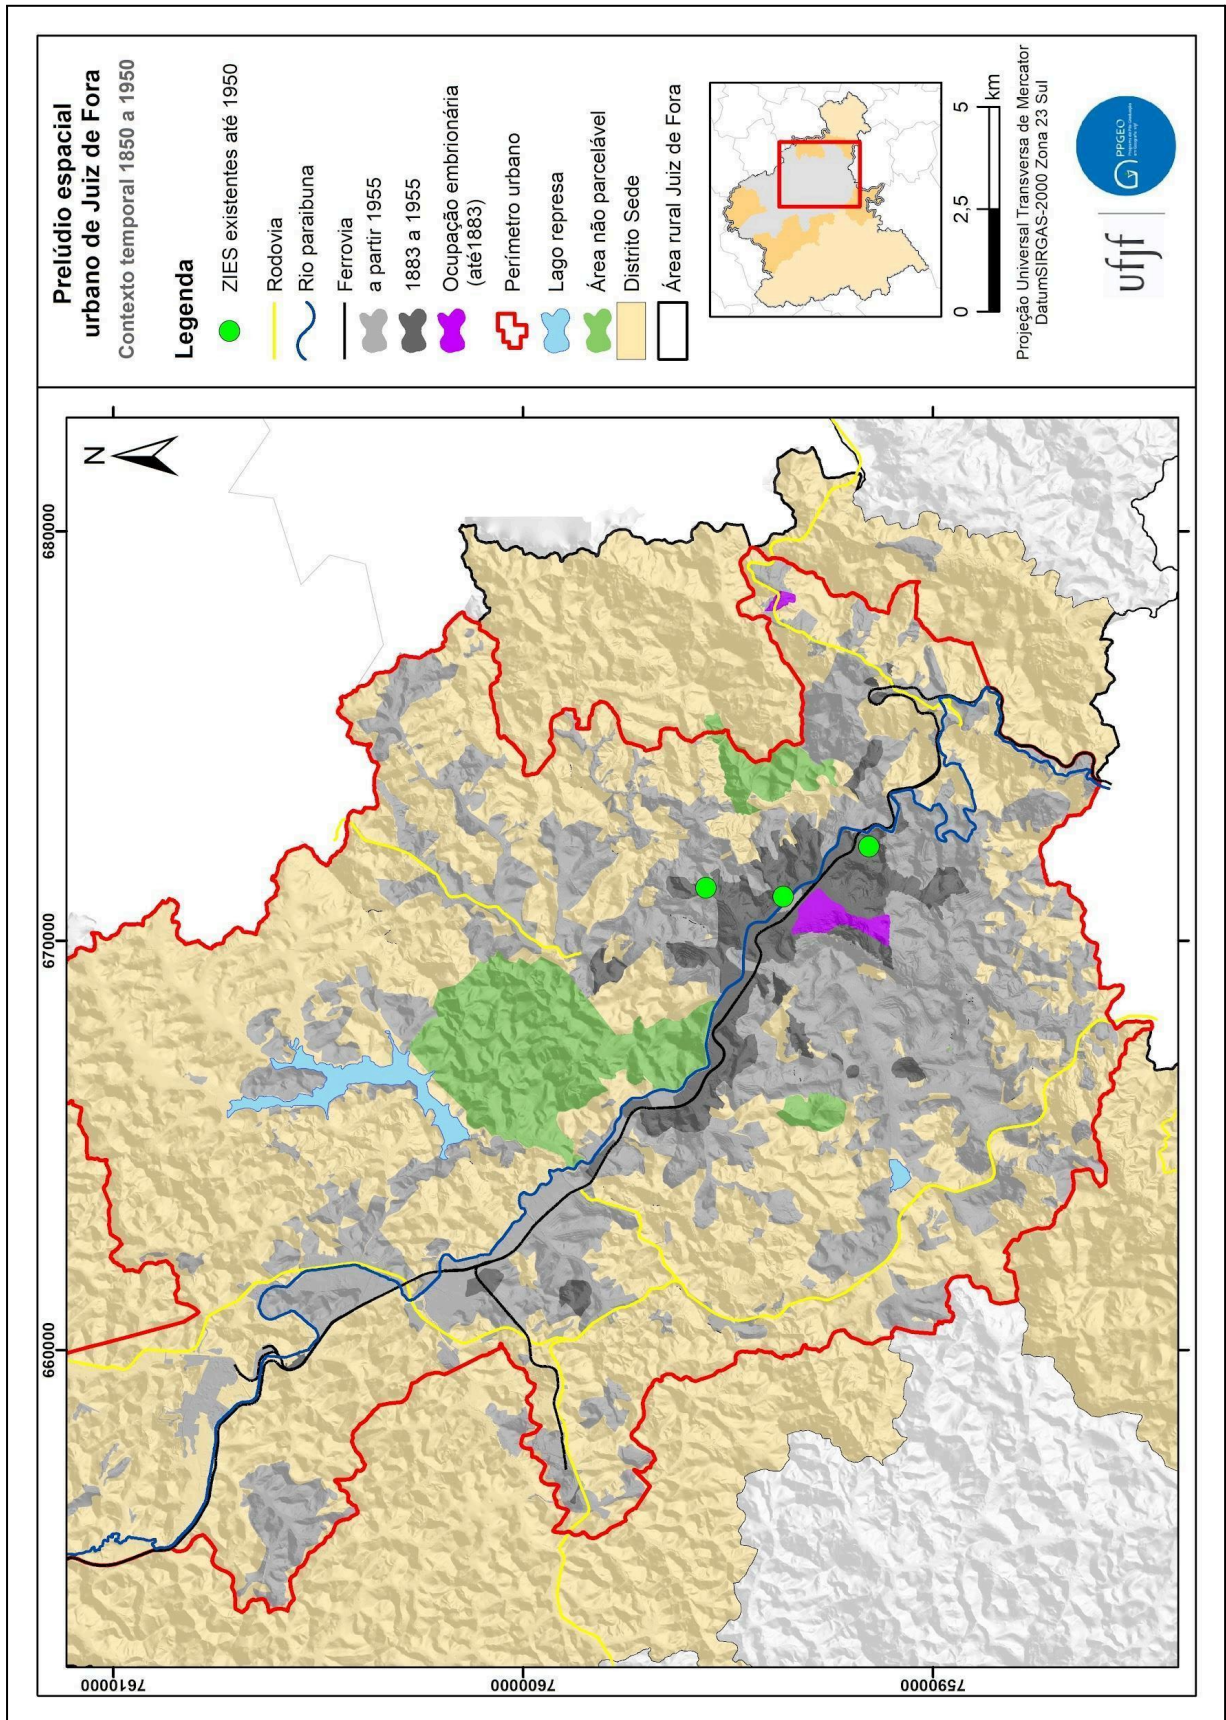 Prelúdio espacial
urbano de Juiz de Fora
Contexto temporal 1850 a 1950
Legenda
ZIES existentes até 1950
Rodovia
Rio paraibuna
Ferrovia
a partir 1955
1883 a 1955
Ocupação embrionária
(até1883)
Perímetro urbano
Lago represa
Área não parcelável
Distrito Sede
Área rural Juiz de Fora
0 2,5 5
km
Projeção Universal Transversa de Mercator
DatumSIRGAS-2000 Zona 23 Sul
ufjf
PPGEO
N
660000 670000 680000
7610000
7600000
7590000